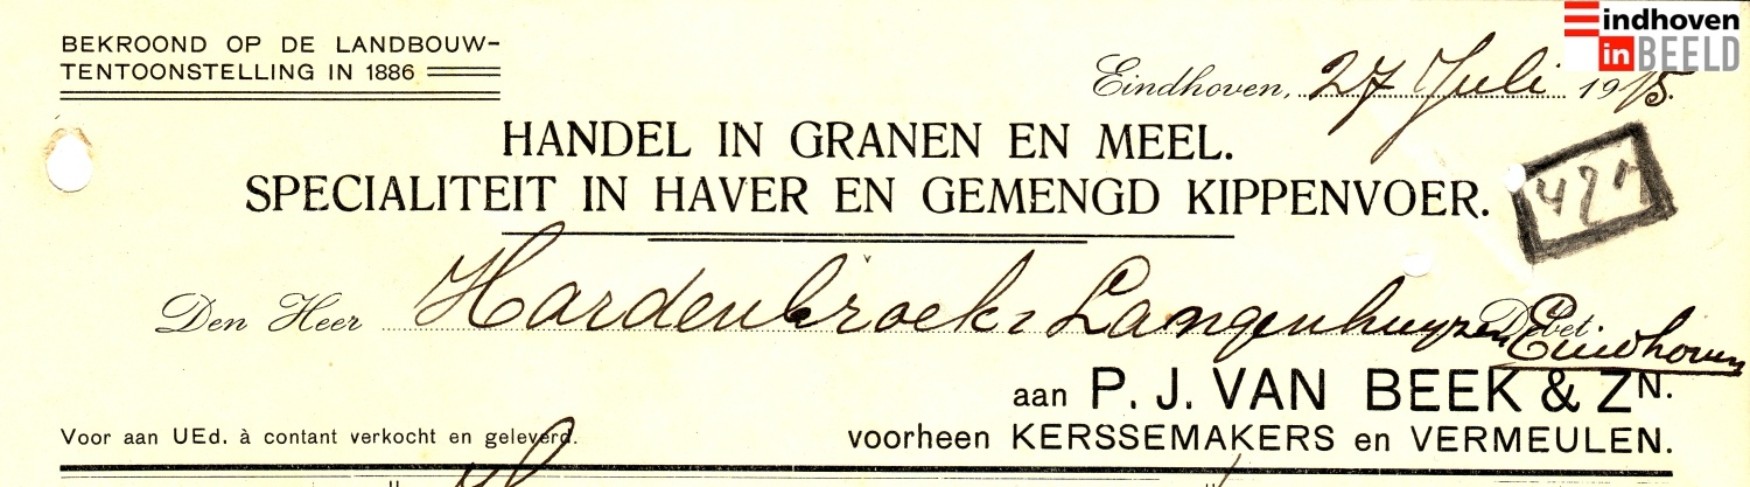 Eindhoven
in BEELD
BEKROOND OP DE LANDBOUW-
TENTOONSTELLING IN 1886
Eindhoven, 27 Juli 1915.
HANDEL IN GRANEN EN MEEL.
SPECIALITEIT IN HAVER EN GEMENGD KIPPENVOER.
Den Heer Hardenbroek Langenhuyzen Debet.
Eindhoven
aan P. J. VAN BEEK & ZN.
Voor aan UEd. à contant verkocht en geleverd.
voorheen KERSSEMAKERS en VERMEULEN.